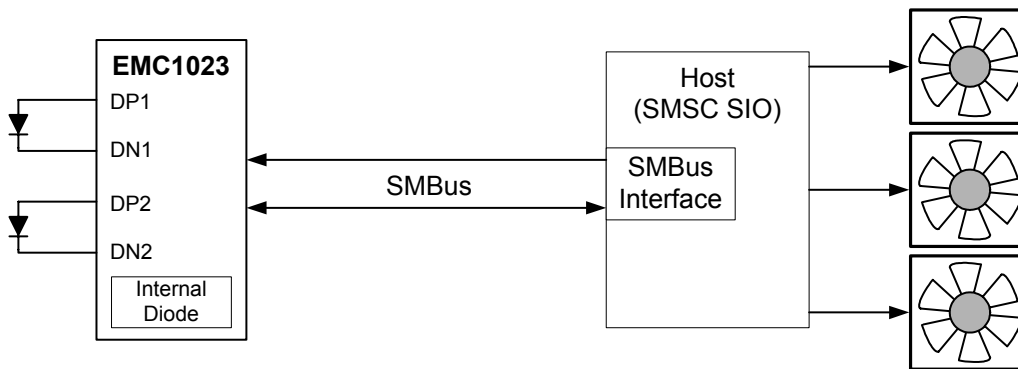 EMC1023
DP1
DN1
DP2
DN2
Internal
Diode
SMBus
Host
(SMSC SIO)
SMBus
Interface